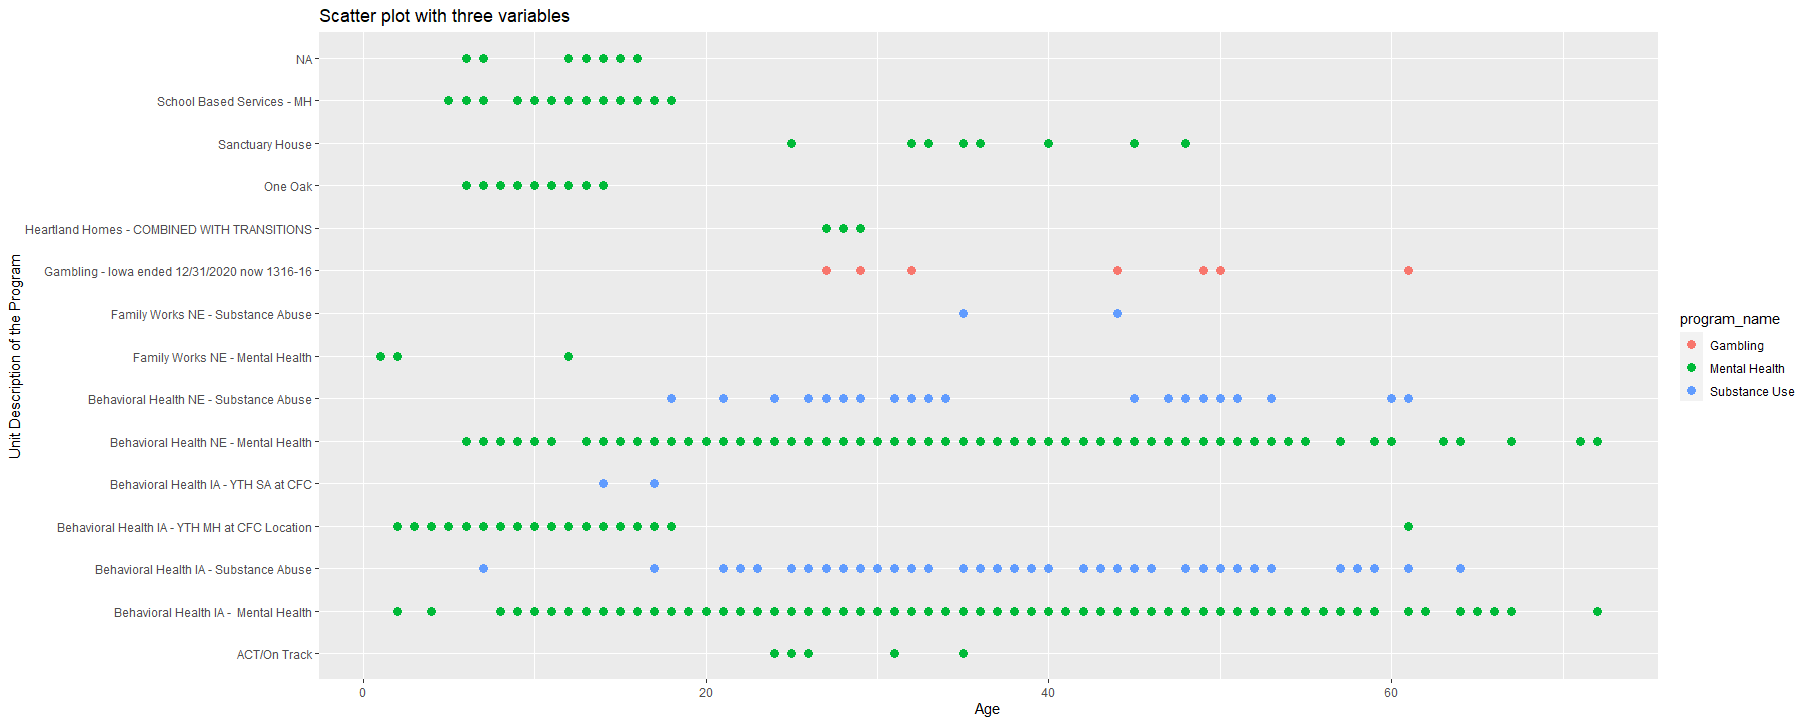 Scatter plot with three variables
NA
School Based Services - MH
Sanctuary House
One Oak
Heartland Homes - COMBINED WITH TRANSITIONS
Gambling - Iowa ended 12/31/2020 now 1316-16
Family Works NE - Substance Abuse
Family Works NE - Mental Health
Behavioral Health NE - Substance Abuse
Behavioral Health NE - Mental Health
Behavioral Health IA - YTH SA at CFC
Behavioral Health IA - YTH MH at CFC Location
Behavioral Health IA - Substance Abuse
Behavioral Health IA -  Mental Health
ACT/On Track
Unit Description of the Program
0 20 40 60
Age
program_name
Gambling
Mental Health
Substance Use